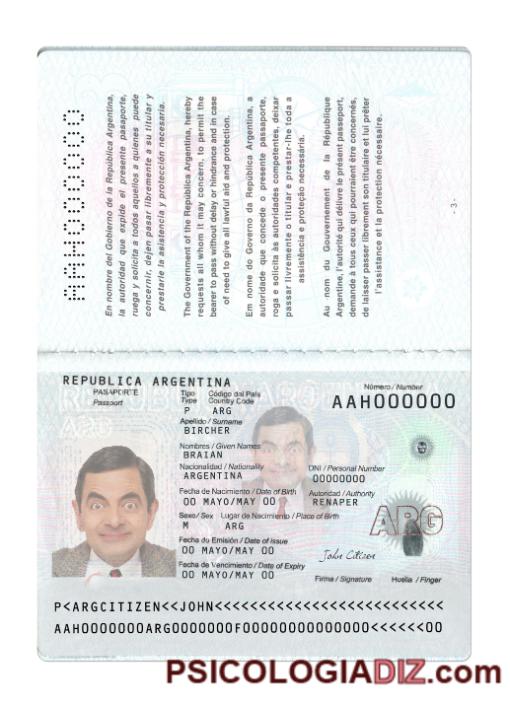 AAH000000
En nombre del Gobierno de la República Argentina,
la autoridad que expide el presente pasaporte,
ruega y solicita a todos aquellos a quienes puede
concernir, dejen pasar libremente a su titular y
prestarle la asistencia y protección necesaria.
The Government of the República Argentina, hereby
requests all whom it may concern, to permit the
bearer to pass without delay or hindrance and in case
of need to give all lawful aid and protection.
Em nome do Governo da República Argentina, a
autoridade que concede o presente passaporte,
roga e solicita às autoridades competentes, deixar
passar livremente o titular e prestar-lhe toda a
assistência e proteção necessária.
Au nom du Gouvernement de la République
Argentine, l'autorité qui délivre le présent passeport,
demande à tous ceux qui pourraient être concernés,
de laisser passer librement son titulaire et lui prêter
l'assistance et la protection nécessaire.
- 3 -
REPUBLICA ARGENTINA
PASAPORTE
Passport
Tipo Código del País
Type Country Code
P ARG
Número / Number
AAH000000
Apellido / Surname
BIRCHER
Nombres / Given Names
BRAIAN
Nacionalidad / Nationality
ARGENTINA
DNI / Personal Number
00000000
Fecha de Nacimiento / Date of Birth
00 MAYO/MAY 00
Autoridad / Authority
RENAPER
Sexo / Sex Lugar de Nacimiento / Place of Birth
M ARG
Fecha de Emisión / Date of issue
00 MAYO/MAY 00
Fecha de Vencimiento / Date of Expiry
00 MAYO/MAY 00
John Citizen
Firma / Signature
Huella / Finger
ARG
ARG
P<ARGCITIZEN<<JOHN<<<<<<<<<<<<<<<<<<<<<<<<<<
AAH0000000ARG0000000F00000000000000<<<<<<00
PSICOLOGIADIZ.com